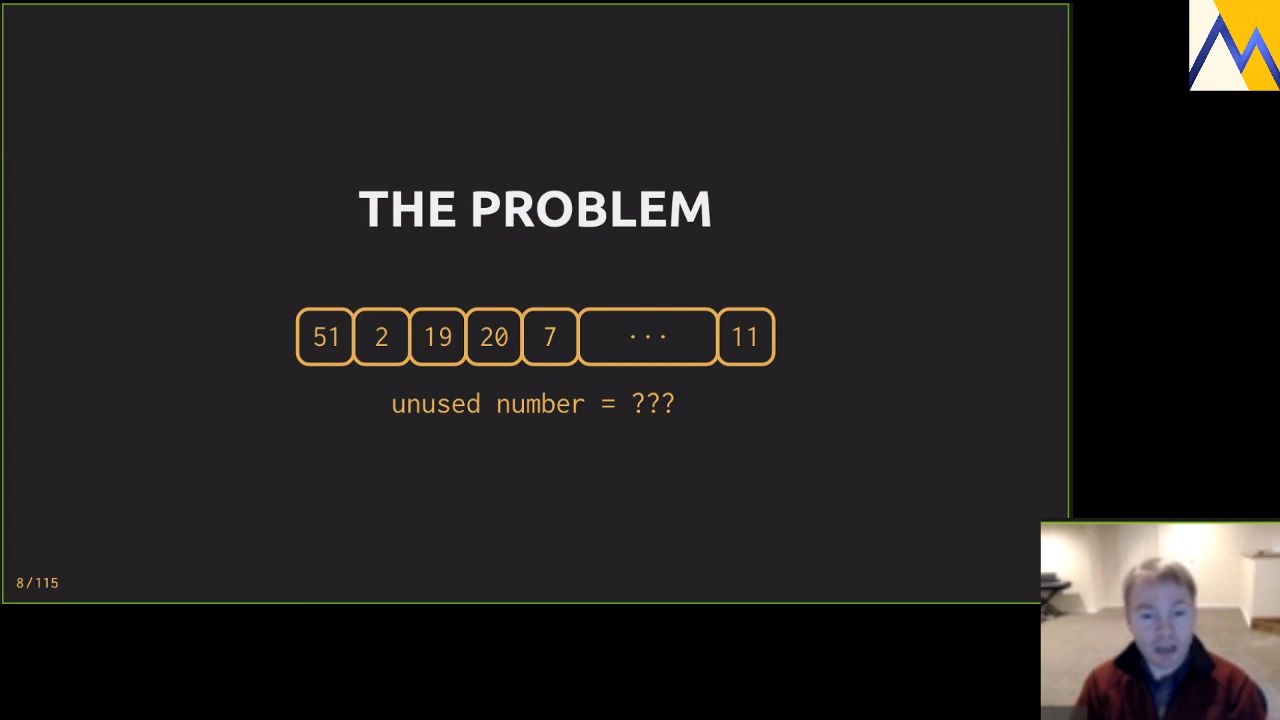 THE PROBLEM
51 2 19 20 7 ... 11
unused number = ???
8/115